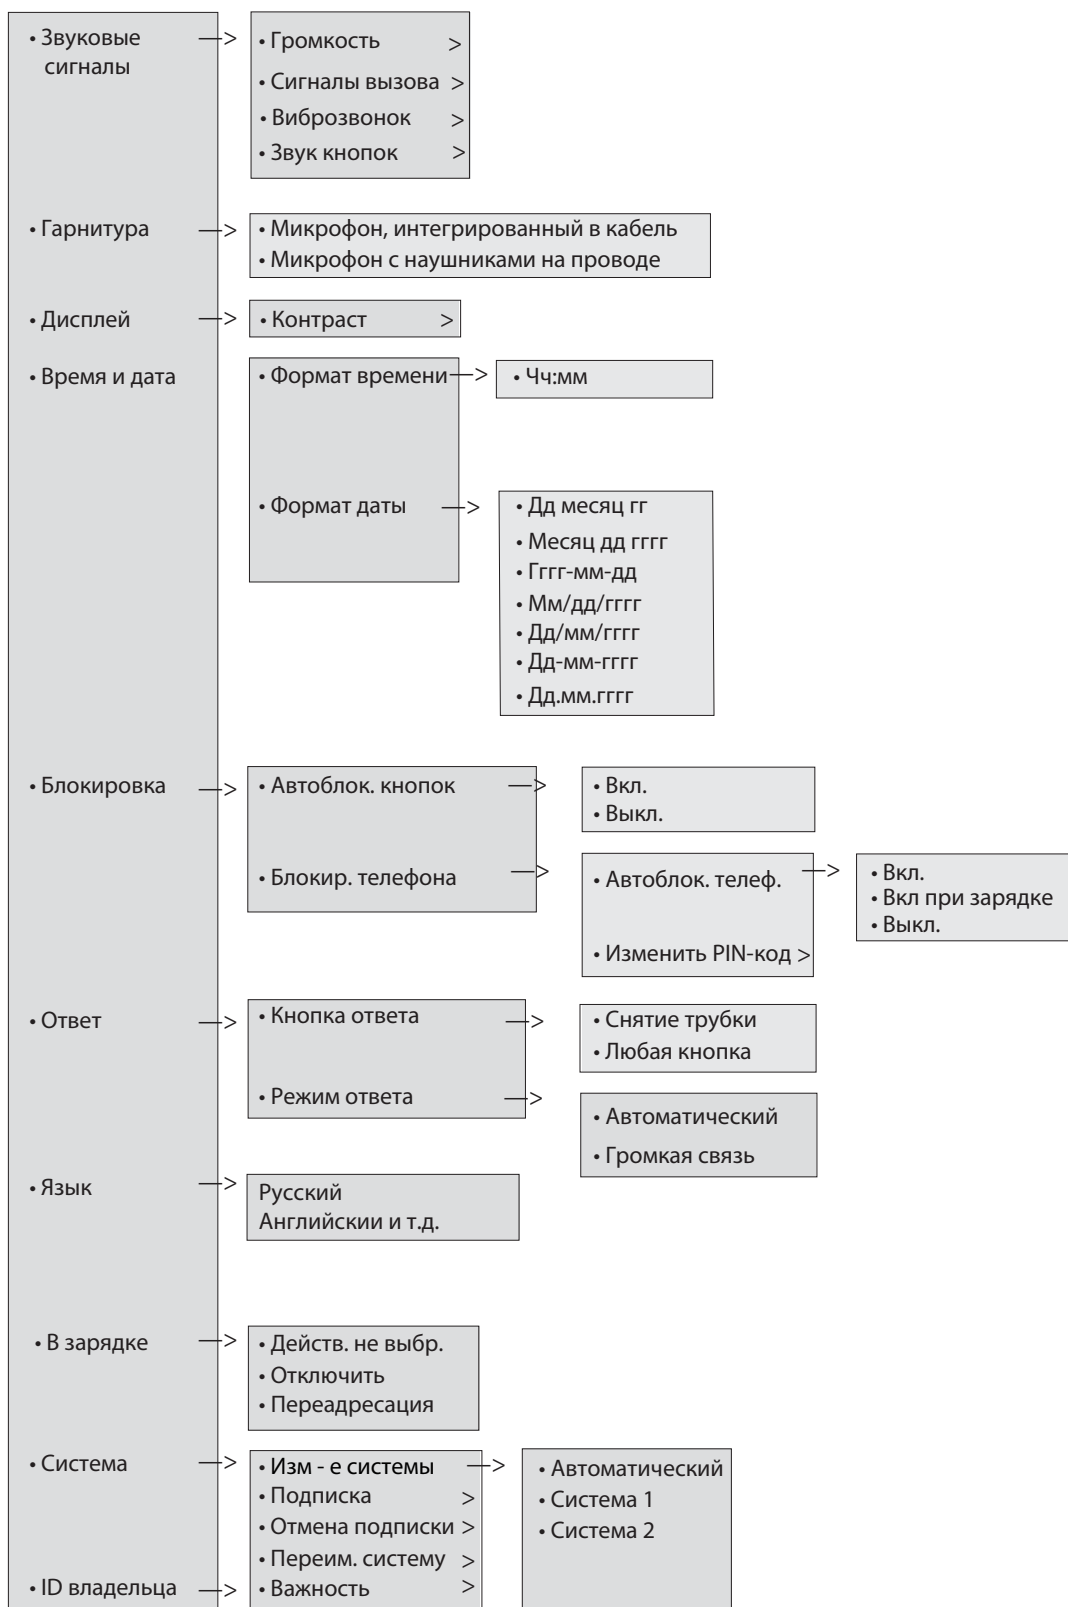 • Звуковые
сигналы
—>
• Громкость >
• Сигналы вызова >
• Виброзвонок >
• Звук кнопок >
• Гарнитура —>
• Микрофон, интегрированный в кабель
• Микрофон с наушниками на проводе
• Дисплей —>
• Контраст >
• Время и дата
• Формат времени —>
• Чч:мм
• Формат даты —>
• Дд месяц гг
• Месяц дд гггг
• Гггг-мм-дд
• Мм/дд/гггг
• Дд/мм/гггг
• Дд-мм-гггг
• Дд.мм.гггг
• Блокировка —>
• Автоблок. кнопок —>
• Вкл.
• Выкл.
• Блокир. телефона —>
• Автоблок. телеф. —>
• Вкл.
• Вкл при зарядке
• Выкл.
• Изменить PIN-код >
• Ответ —>
• Кнопка ответа —>
• Снятие трубки
• Любая кнопка
• Режим ответа —>
• Автоматический
• Громкая связь
• Язык —>
Русский
Английскии и т.д.
• В зарядке —>
• Действ. не выбр.
• Отключить
• Переадресация
• Система —>
• Изм - е системы —>
• Подписка >
• Отмена подписки >
• Переим. систему >
• Важность >
• Автоматический
• Система 1
• Система 2
• ID владельца —>